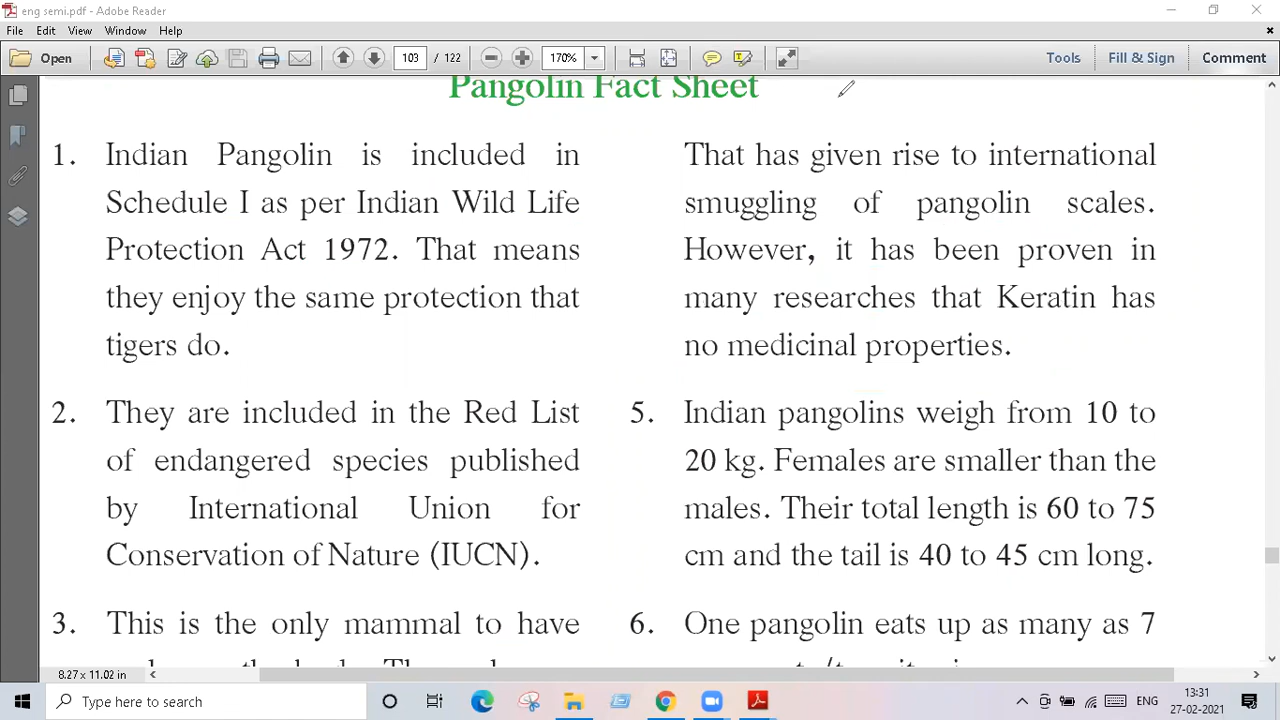 eng semi.pdf - Adobe Reader
File Edit View Window Help
Open 103 / 122 170% Tools Fill & Sign Comment
Pangolin Fact Sheet
1. Indian Pangolin is included in
Schedule I as per Indian Wild Life
Protection Act 1972. That means
they enjoy the same protection that
tigers do.
2. They are included in the Red List
of endangered species published
by International Union for
Conservation of Nature (IUCN).
3. This is the only mammal to have
That has given rise to international
smuggling of pangolin scales.
However, it has been proven in
many researches that Keratin has
no medicinal properties.
5. Indian pangolins weigh from 10 to
20 kg. Females are smaller than the
males. Their total length is 60 to 75
cm and the tail is 40 to 45 cm long.
6. One pangolin eats up as many as 7
8.27 x 11.02 in
Type here to search
ENG
13:31
27-02-2021